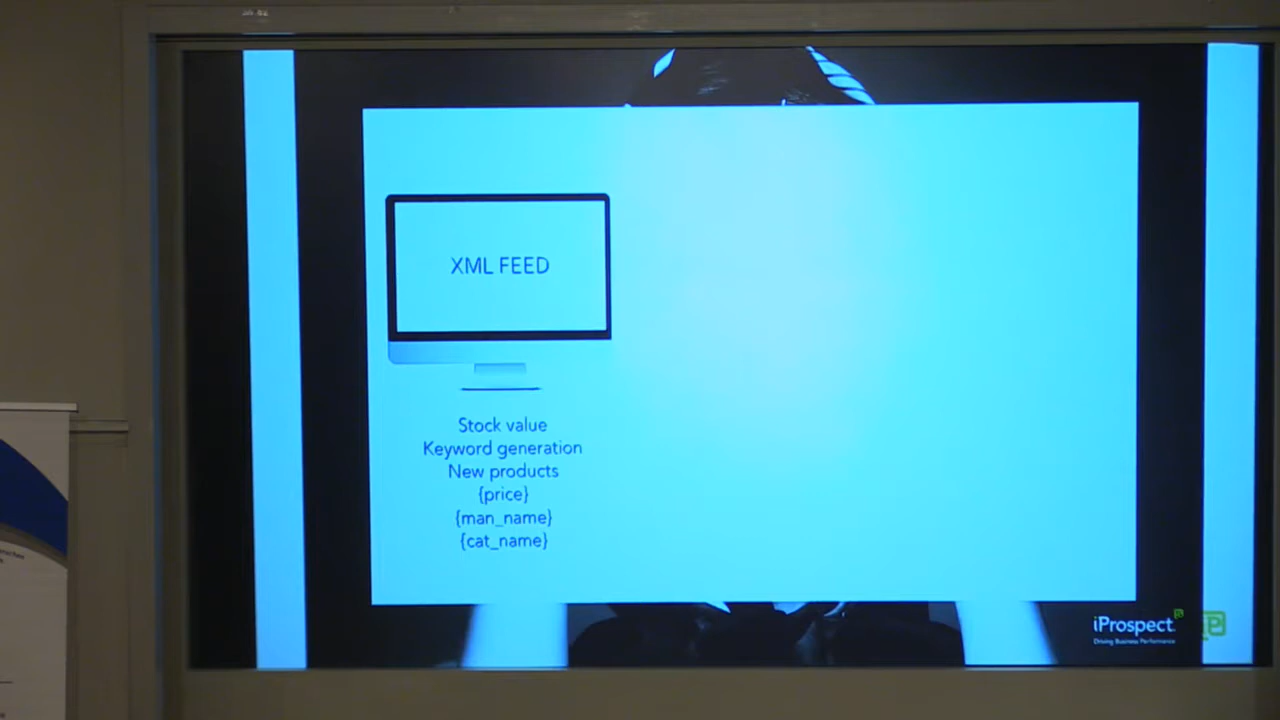 XML FEED
Stock value
Keyword generation
New products
{price}
{man_name}
{cat_name}
iProspect
Driving Business Performance